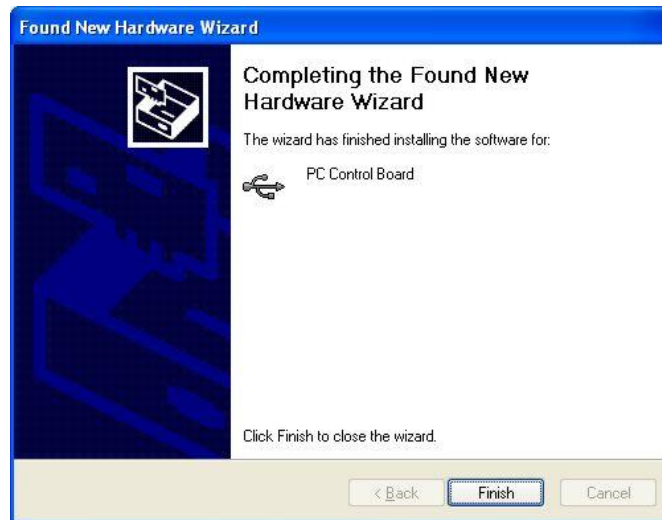 Found New Hardware Wizard
Completing the Found New
Hardware Wizard
The wizard has finished installing the software for:
PC Control Board
Click Finish to close the wizard.
< Back
Finish
Cancel